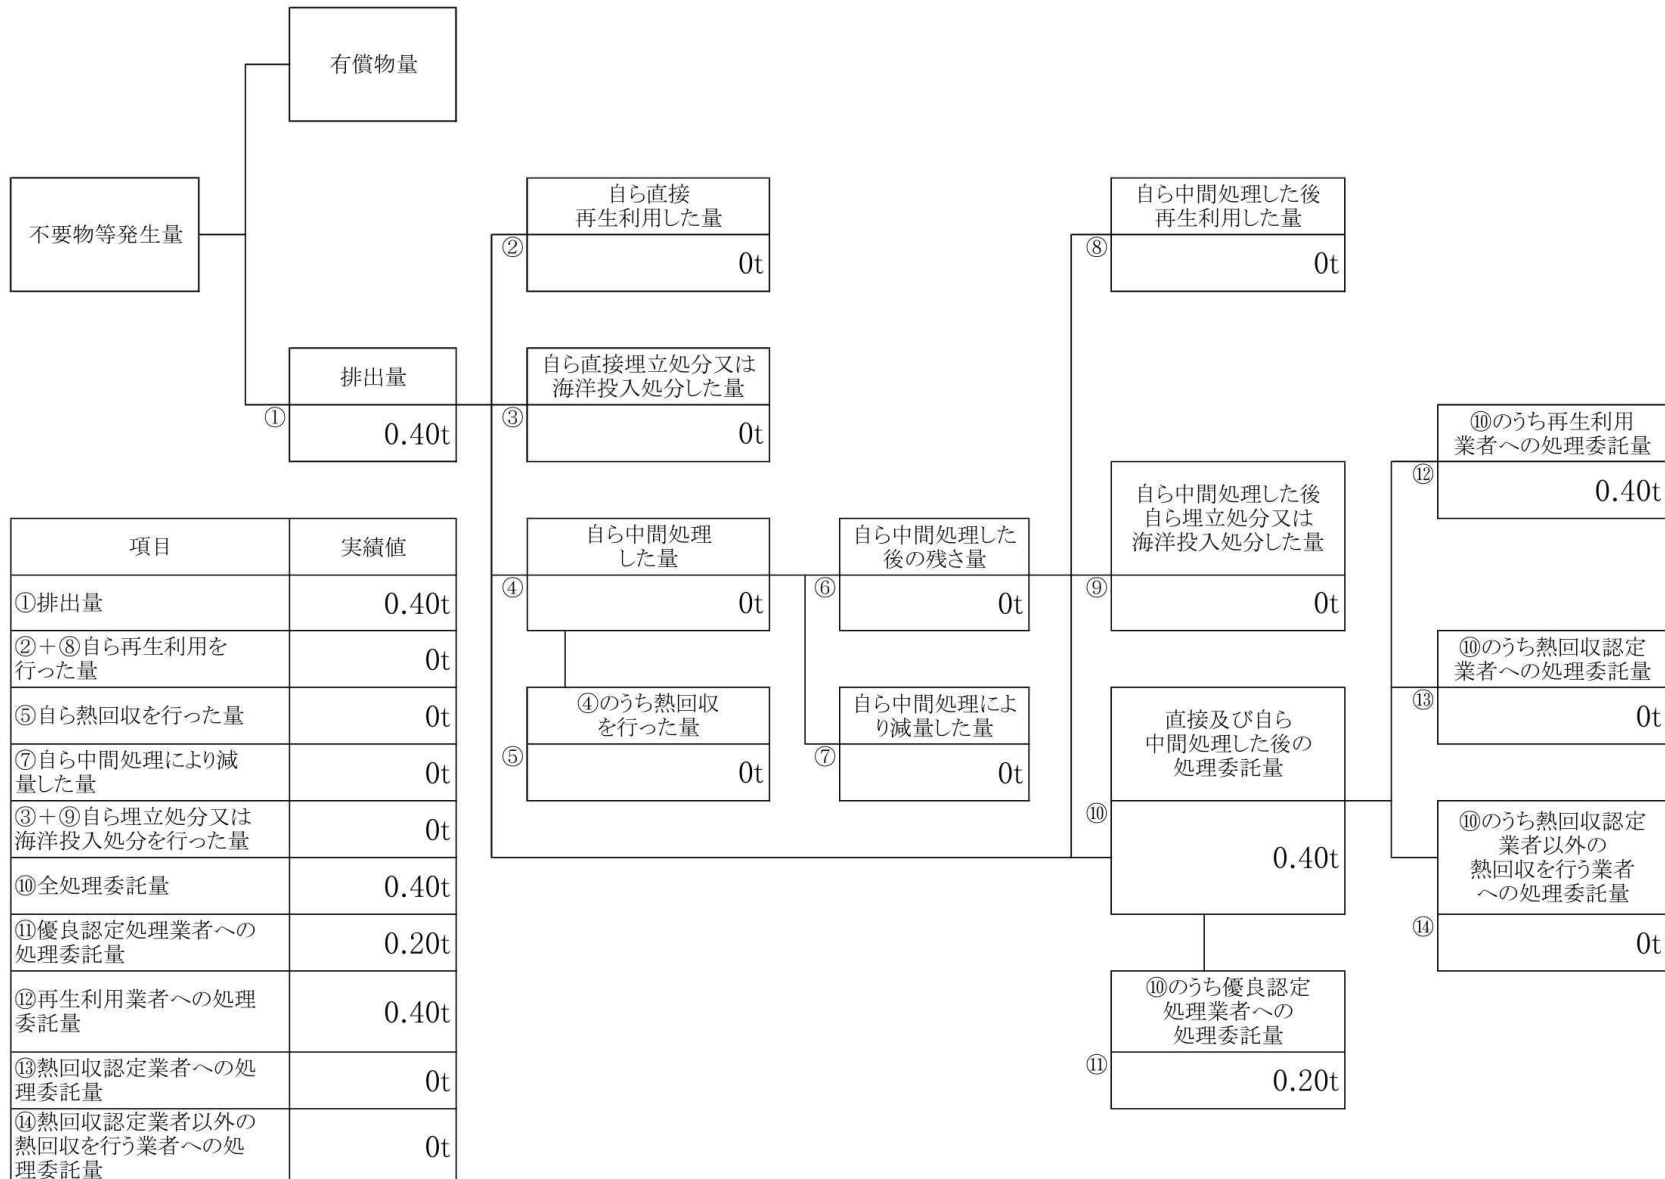 有償物量
不要物等発生量
自ら直接
再生利用した量
②
0t
自ら中間処理した後
再生利用した量
⑧
0t
排出量
①
0.40t
自ら直接埋立処分又は
海洋投入処分した量
③
0t
⑩のうち再生利用
業者への処理委託量
⑫
0.40t
自ら中間処理
した量
④
0t
自ら中間処理した
後の残さ量
⑥
0t
自ら中間処理した後
自ら埋立処分又は
海洋投入処分した量
⑨
0t
⑩のうち熱回収認定
業者への処理委託量
⑬
0t
④のうち熱回収
を行った量
⑤
0t
自ら中間処理によ
り減量した量
⑦
0t
直接及び自ら
中間処理した後の
処理委託量
⑩
0.40t
⑩のうち熱回収認定
業者以外の
熱回収を行う業者
への処理委託量
⑭
0t
⑩のうち優良認定
処理業者への
処理委託量
⑪
0.20t
項目 実績値
①排出量 0.40t
②+⑧自ら再生利用を
行った量 0t
⑤自ら熱回収を行った量 0t
⑦自ら中間処理により減
量した量 0t
③+⑨自ら埋立処分又は
海洋投入処分を行った量 0t
⑩全処理委託量 0.40t
⑪優良認定処理業者への
処理委託量 0.20t
⑫再生利用業者への処理
委託量 0.40t
⑬熱回収認定業者への処
理委託量 0t
⑭熱回収認定業者以外の
熱回収を行う業者への処
理委託量 0t